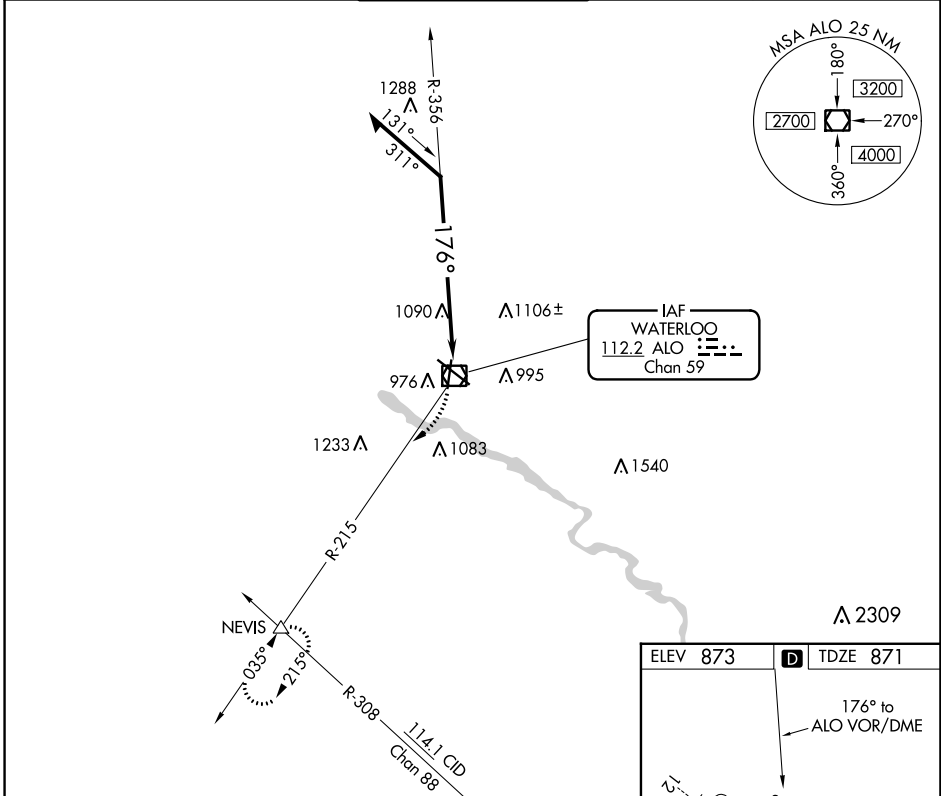 MSA ALO 25 NM
180°
3200
2700
270°
4000
360°
R-356
1288
131°
311°
176°
1090
1106±
IAF
WATERLOO
112.2 ALO
Chan 59
976
995
1233
1083
1540
R-215
NEVIS
035°
215°
R-308
114.1 CID
Chan 88
2309
ELEV 873 D TDZE 871
176° to
ALO VOR/DME
12